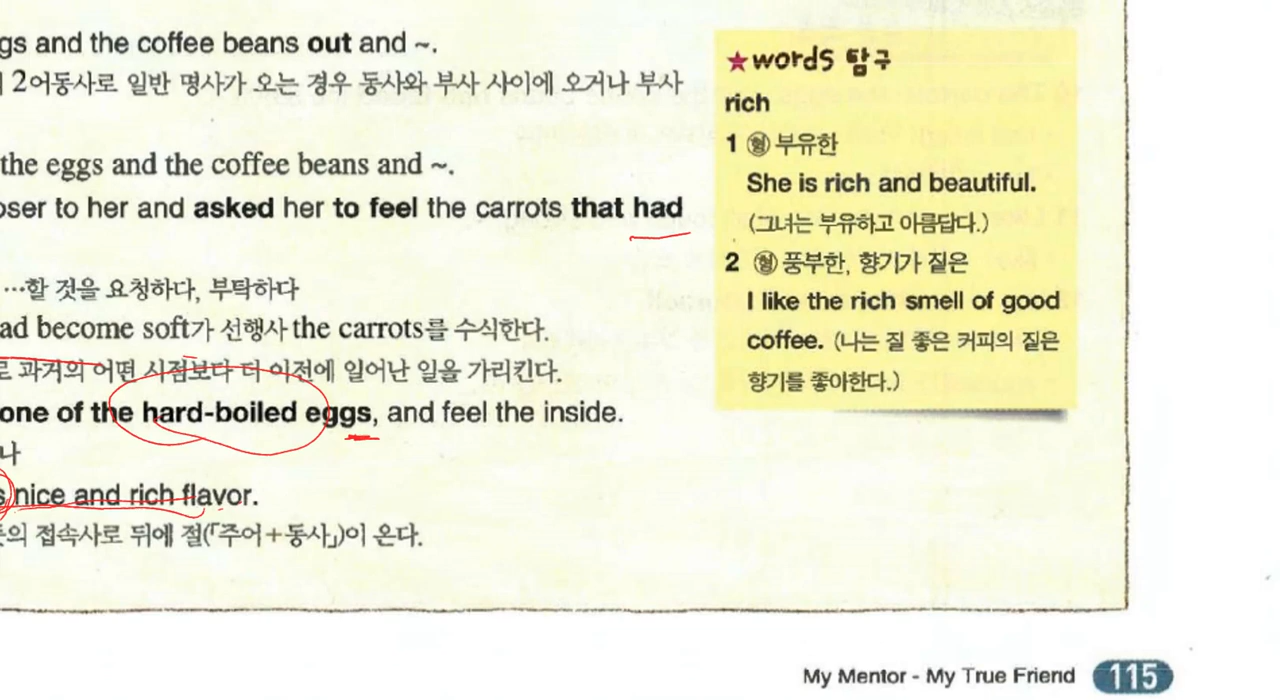 gs and the coffee beans out and ~.
2어동사로 일반 명사가 오는 경우 동사와 부사 사이에 오거나 부사
the eggs and the coffee beans and ~.
oser to her and asked her to feel the carrots that had
…할 것을 요청하다, 부탁하다
ad become soft가 선행사 the carrots를 수식한다.
로 과거의 어떤 시점보다 더 이전에 일어난 일을 가리킨다.
one of the hard-boiled eggs, and feel the inside.
나
s nice and rich flavor.
의 접속사로 뒤에 절(「주어+동사」)이 온다.
★words 탐구
rich
1 형 부유한
She is rich and beautiful.
(그녀는 부유하고 아름답다.)
2 형 풍부한, 향기가 짙은
I like the rich smell of good
coffee. (나는 질 좋은 커피의 짙은
향기를 좋아한다.)
My Mentor - My True Friend 115